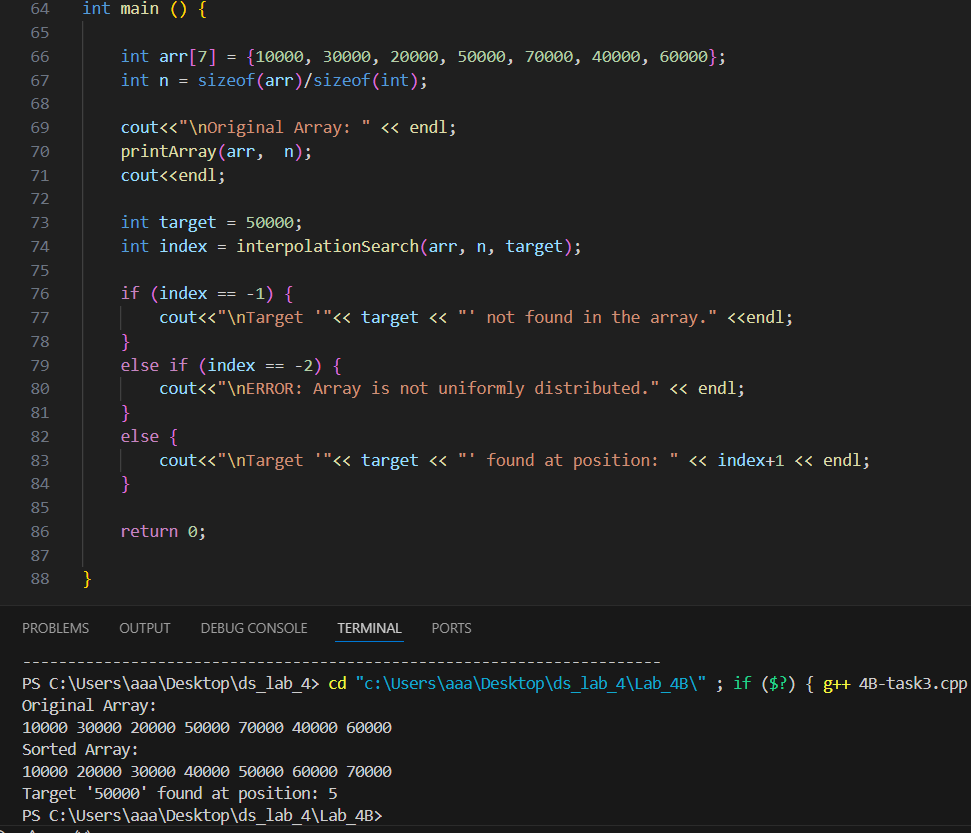 64 int main () {
65
66 int arr[7] = {10000, 30000, 20000, 50000, 70000, 40000, 60000};
67 int n = sizeof(arr)/sizeof(int);
68
69 cout<<"\nOriginal Array: " << endl;
70 printArray(arr,  n);
71 cout<<endl;
72
73 int target = 50000;
74 int index = interpolationSearch(arr, n, target);
75
76 if (index == -1) {
77 cout<<"\nTarget '"<< target << "' not found in the array." <<endl;
78 }
79 else if (index == -2) {
80 cout<<"\nERROR: Array is not uniformly distributed." << endl;
81 }
82 else {
83 cout<<"\nTarget '"<< target << "' found at position: " << index+1 << endl;
84 }
85
86 return 0;
87
88 }
PROBLEMS OUTPUT DEBUG CONSOLE TERMINAL PORTS
----------------------------------------------------------------------
PS C:\Users\aaa\Desktop\ds_lab_4> cd "c:\Users\aaa\Desktop\ds_lab_4\Lab_4B\" ; if ($?) { g++ 4B-task3.cpp
Original Array:
10000 30000 20000 50000 70000 40000 60000
Sorted Array:
10000 20000 30000 40000 50000 60000 70000
Target '50000' found at position: 5
PS C:\Users\aaa\Desktop\ds_lab_4\Lab_4B>